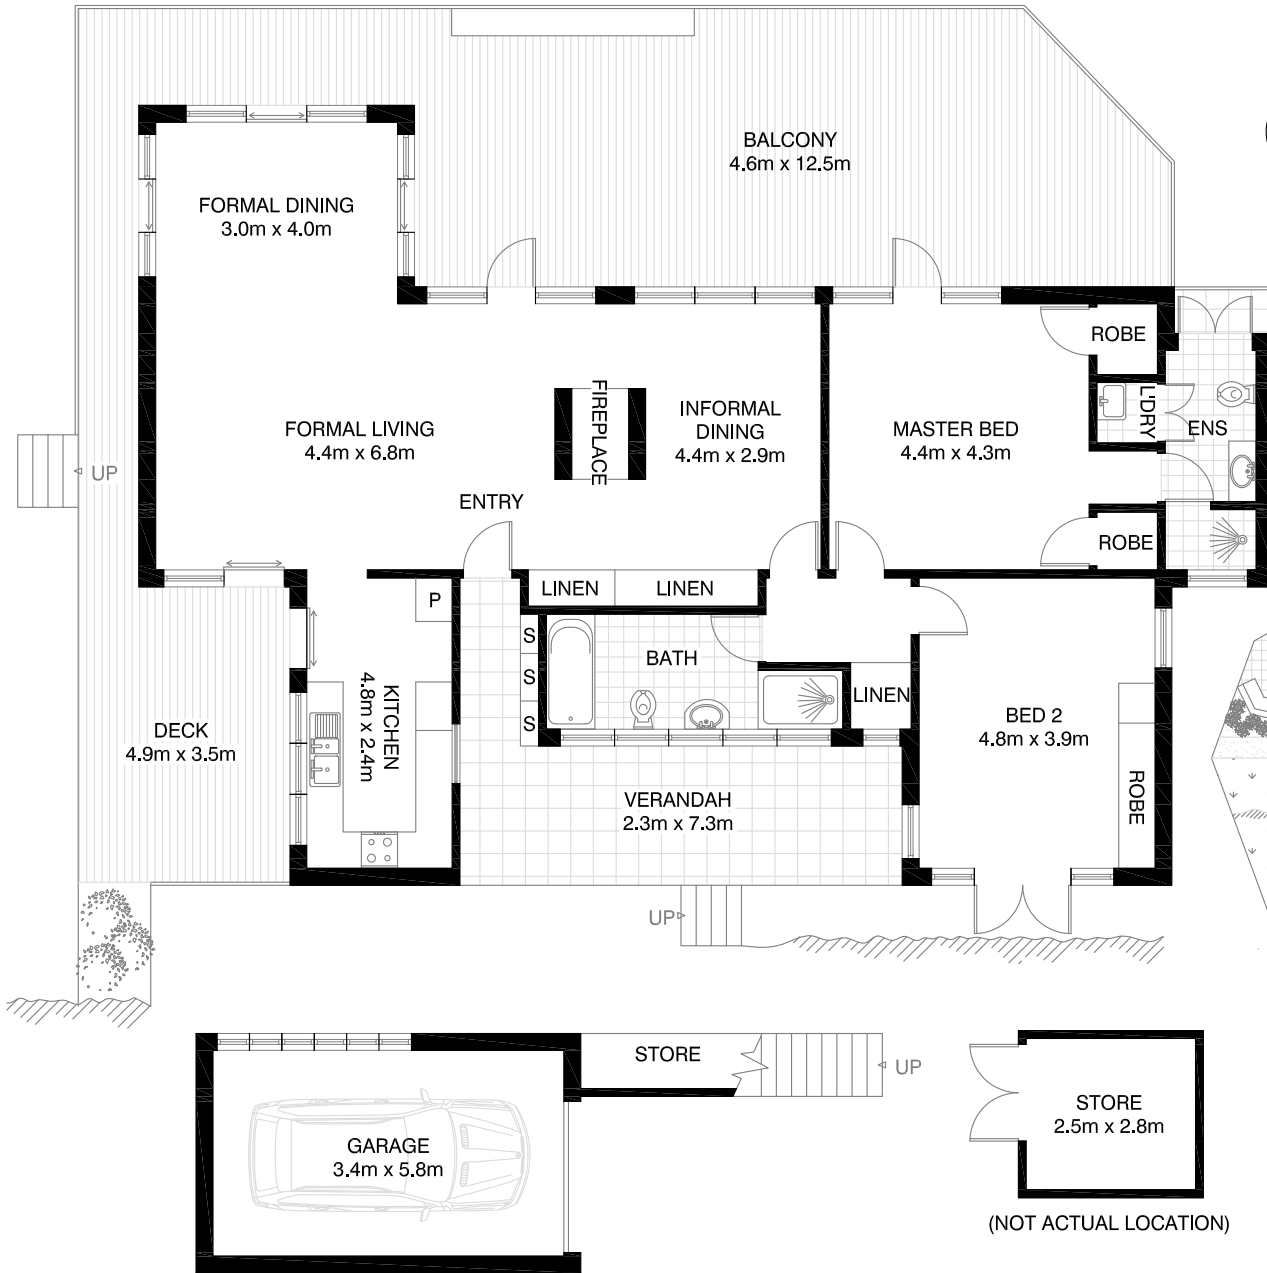 BALCONY
4.6m x 12.5m
FORMAL DINING
3.0m x 4.0m
ROBE
FIREPLACE
INFORMAL
DINING
4.4m x 2.9m
FORMAL LIVING
4.4m x 6.8m
MASTER BED
4.4m x 4.3m
L'DRY
ENS
UP
ENTRY
ROBE
LINEN
LINEN
P
S
S
S
BATH
LINEN
KITCHEN
4.8m x 2.4m
DECK
4.9m x 3.5m
BED 2
4.8m x 3.9m
ROBE
VERANDAH
2.3m x 7.3m
UP
STORE
UP
GARAGE
3.4m x 5.8m
STORE
2.5m x 2.8m
(NOT ACTUAL LOCATION)